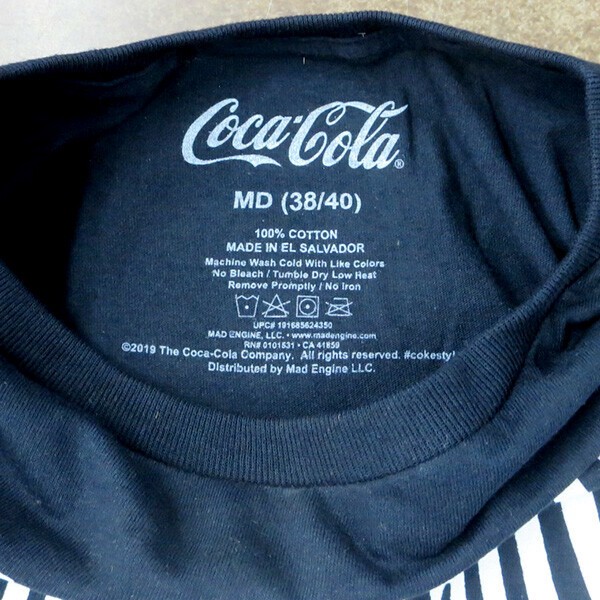 Coca-Cola®
MD (38/40)
100% COTTON
MADE IN EL SALVADOR
Machine Wash Cold With Like Colors
No Bleach / Tumble Dry Low Heat
Remove Promptly / No Iron
UPC# 191685624350
MAD ENGINE, LLC. • www.madengine.com
RN# 0101531 • CA 41859
©2019 The Coca-Cola Company. All rights reserved. #cokestyl
Distributed by Mad Engine LLC.